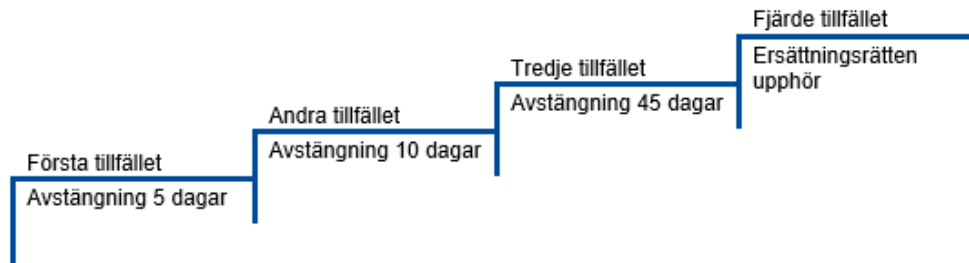 Första tillfället
Avstängning 5 dagar
Andra tillfället
Avstängning 10 dagar
Tredje tillfället
Avstängning 45 dagar
Fjärde tillfället
Ersättningsrätten
upphör